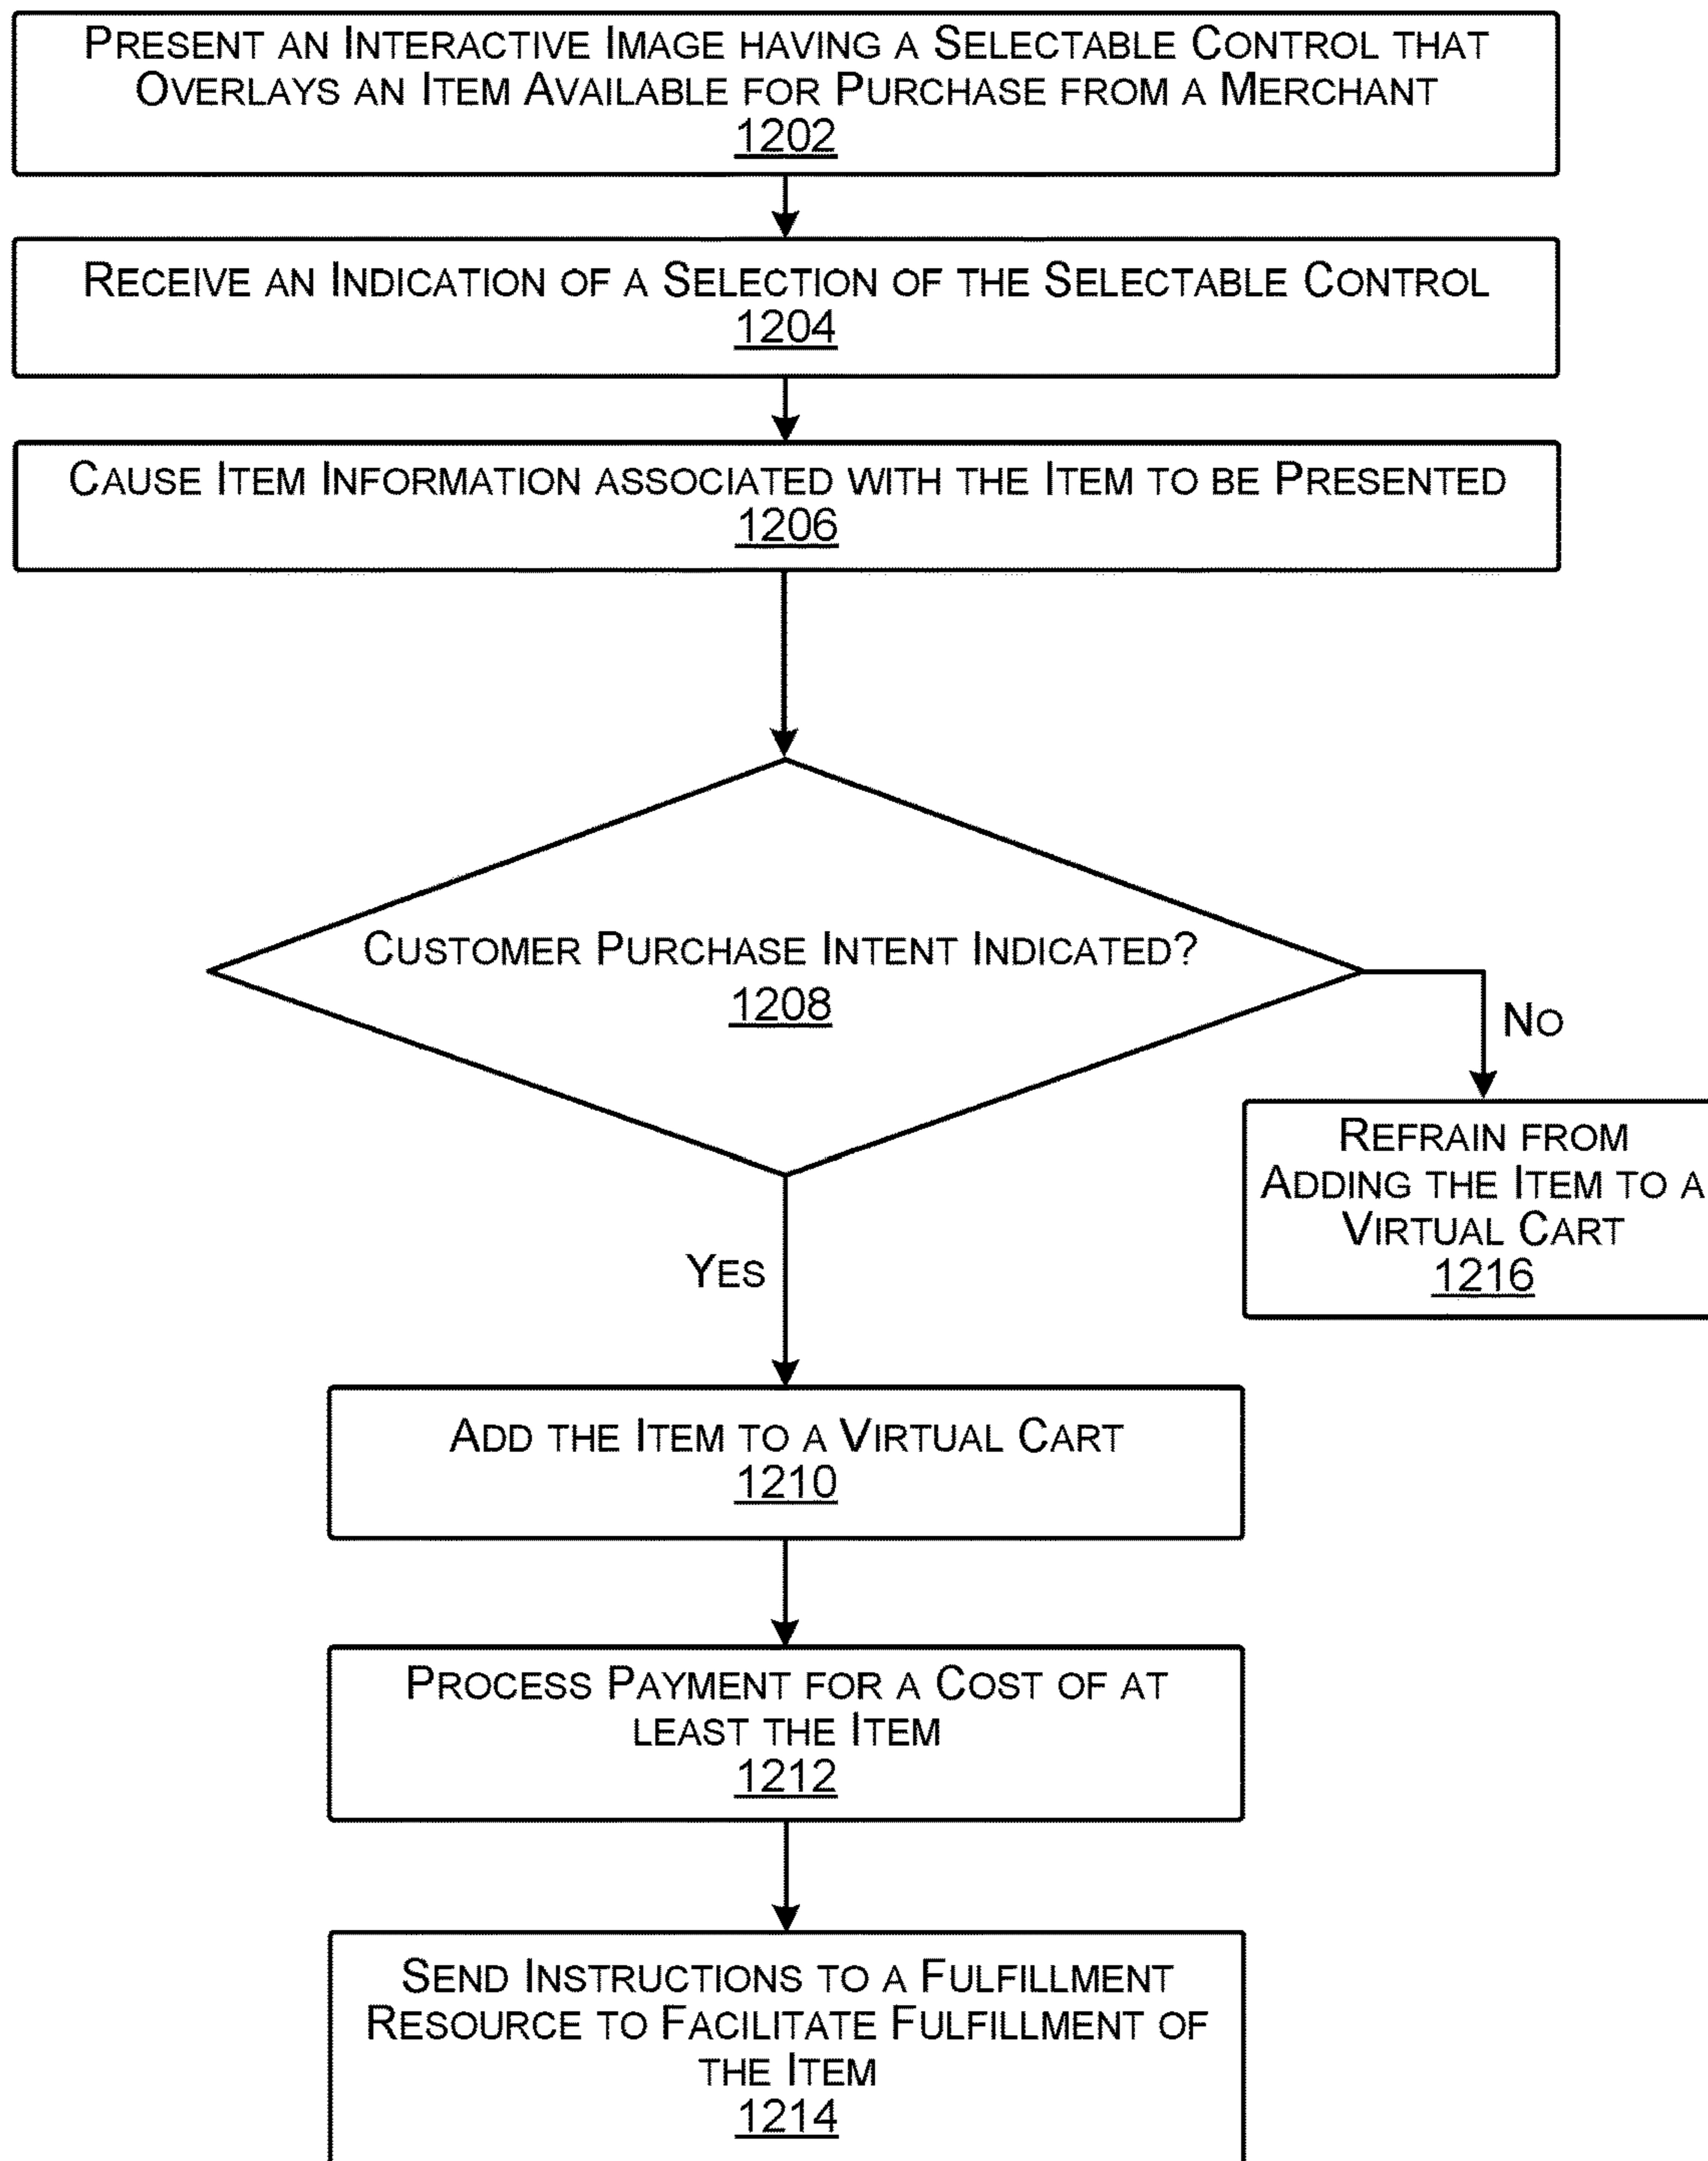 PRESENT AN INTERACTIVE IMAGE HAVING A SELECTABLE CONTROL THAT
OVERLAYS AN ITEM AVAILABLE FOR PURCHASE FROM A MERCHANT
1202
RECEIVE AN INDICATION OF A SELECTION OF THE SELECTABLE CONTROL
1204
CAUSE ITEM INFORMATION ASSOCIATED WITH THE ITEM TO BE PRESENTED
1206
CUSTOMER PURCHASE INTENT INDICATED?
1208
NO
REFRAIN FROM
ADDING THE ITEM TO A
VIRTUAL CART
1216
YES
ADD THE ITEM TO A VIRTUAL CART
1210
PROCESS PAYMENT FOR A COST OF AT
LEAST THE ITEM
1212
SEND INSTRUCTIONS TO A FULFILLMENT
RESOURCE TO FACILITATE FULFILLMENT OF
THE ITEM
1214